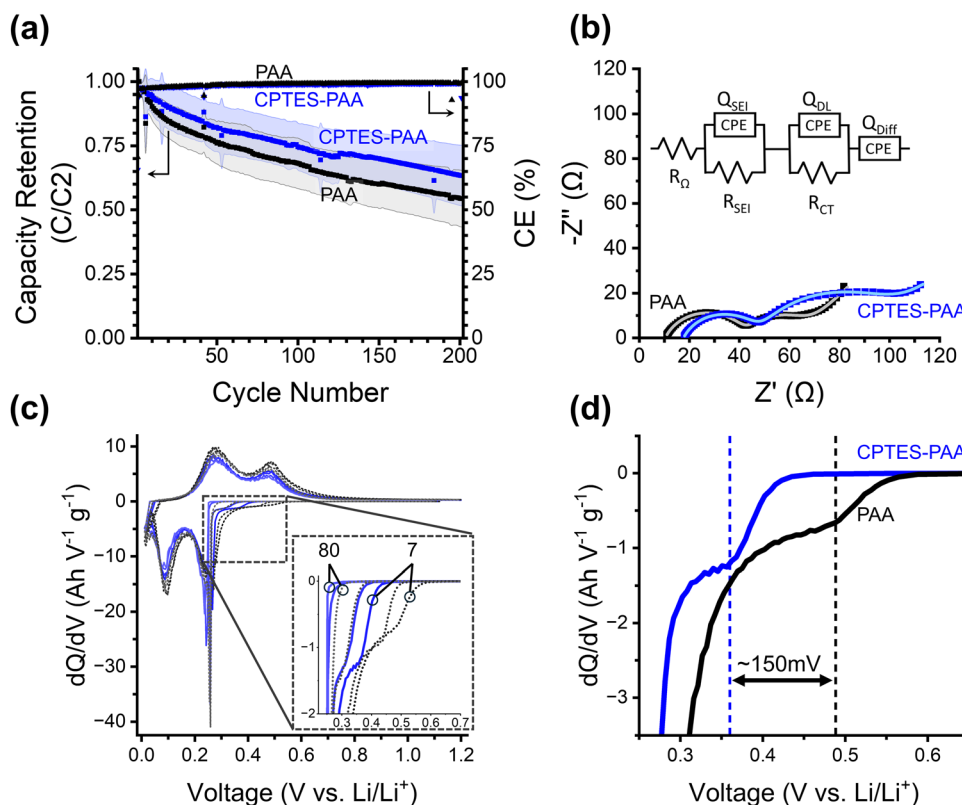 (a)
1.00
0.75
0.50
0.25
0.00
Capacity Retention
(C/C2)
PAA
CPTES-PAA
CPTES-PAA
PAA
100
75
50
25
0
CE (%)
50
100
150
200
Cycle Number
(b)
120
100
80
60
40
20
0
-Z" (Ω)
Q_SEI
CPE
Q_DL
CPE
Q_Diff
CPE
R_Ω
R_SEI
R_CT
PAA
CPTES-PAA
0 20 40 60 80 100 120
Z' (Ω)
(c)
10
0
−10
−20
−30
−40
dQ/dV (Ah V⁻¹ g⁻¹)
80
7
0
−1
−2
0.3 0.4 0.5 0.6 0.7
0.0 0.2 0.4 0.6 0.8 1.0 1.2
Voltage (V vs. Li/Li⁺)
(d)
CPTES-PAA
PAA
0
−1
−2
−3
dQ/dV (Ah V⁻¹ g⁻¹)
~150mV
0.3 0.4 0.5 0.6
Voltage (V vs. Li/Li⁺)